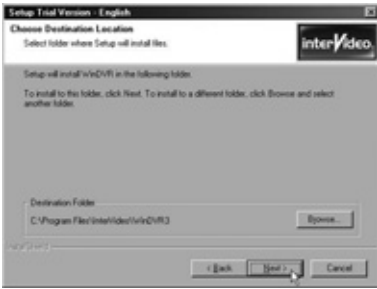 Setup Trial Version - English
Choose Destination Location
Select folder where Setup will install files.
interVideo.
Setup will install WinDVR in the following folder.
To install to this folder, click Next. To install to a different folder, click Browse and select
another folder.
Destination Folder
C:\Program Files\InterVideo\WinDVR3
Browse...
InstallShield
< Back
Next >
Cancel